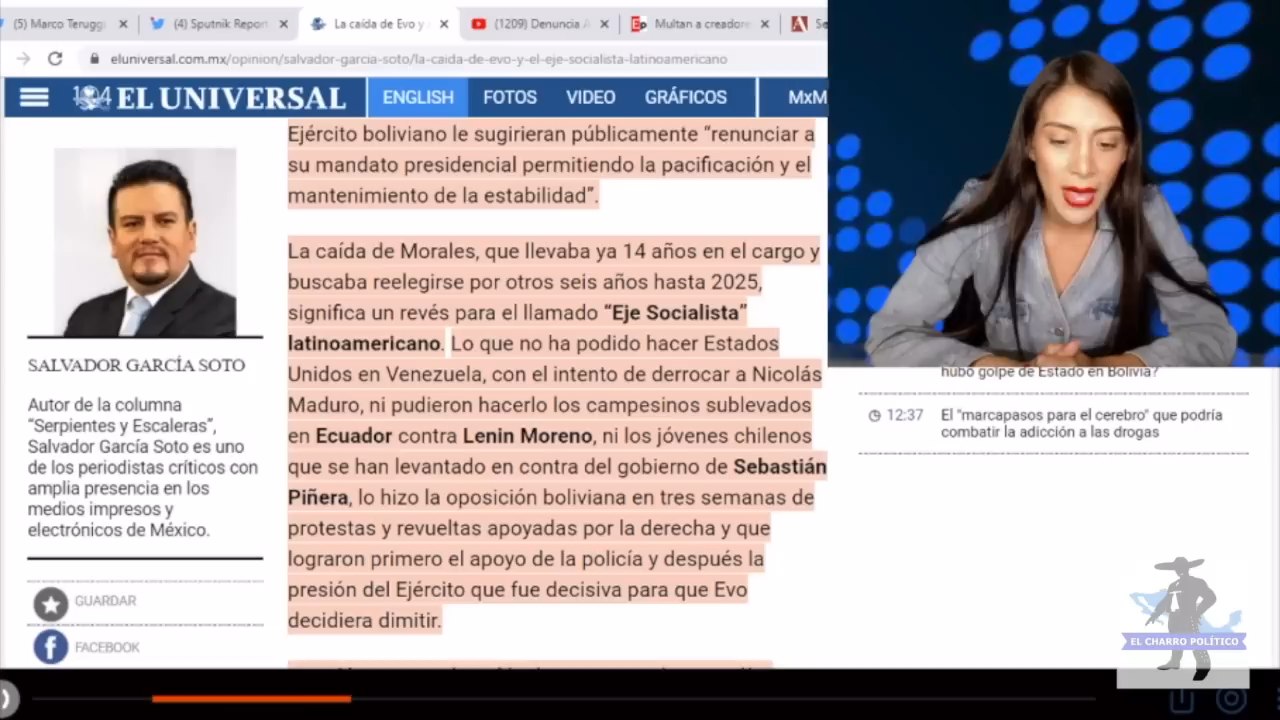 (5) Marco Terugg
(4) Sputnik Report
La caída de Evo y
(1209) Denuncia A
Multan a creadore
Se
eluniversal.com.mx/opinion/salvador-garcia-soto/la-caida-de-evo-y-el-eje-socialista-latinoamericano
104 EL UNIVERSAL
ENGLISH
FOTOS
VIDEO
GRÁFICOS
MxM
Ejército boliviano le sugirieran públicamente “renunciar a
su mandato presidencial permitiendo la pacificación y el
mantenimiento de la estabilidad”.
La caída de Morales, que llevaba ya 14 años en el cargo y
buscaba reelegirse por otros seis años hasta 2025,
significa un revés para el llamado “Eje Socialista”
latinoamericano. Lo que no ha podido hacer Estados
Unidos en Venezuela, con el intento de derrocar a Nicolás
Maduro, ni pudieron hacerlo los campesinos sublevados
en Ecuador contra Lenin Moreno, ni los jóvenes chilenos
que se han levantado en contra del gobierno de Sebastián
Piñera, lo hizo la oposición boliviana en tres semanas de
protestas y revueltas apoyadas por la derecha y que
lograron primero el apoyo de la policía y después la
presión del Ejército que fue decisiva para que Evo
decidiera dimitir.
SALVADOR GARCÍA SOTO
Autor de la columna
“Serpientes y Escaleras”,
Salvador García Soto es uno
de los periodistas críticos con
amplia presencia en los
medios impresos y
electrónicos de México.
GUARDAR
FACEBOOK
hubo golpe de Estado en Bolivia?
12:37 El "marcapasos para el cerebro" que podría
combatir la adicción a las drogas
EL CHARRO POLÍTICO